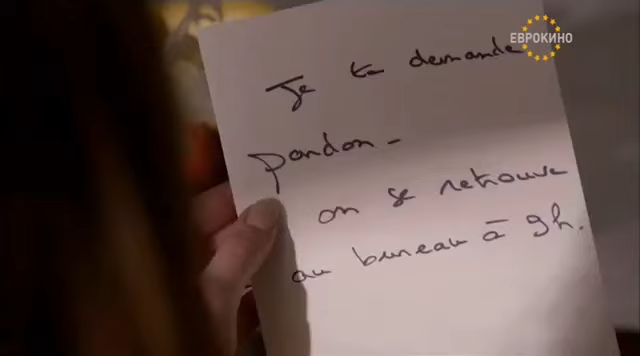 ЕВРОКИНО
Je te demande
pardon -
on se retrouve
au bureau à 9h.